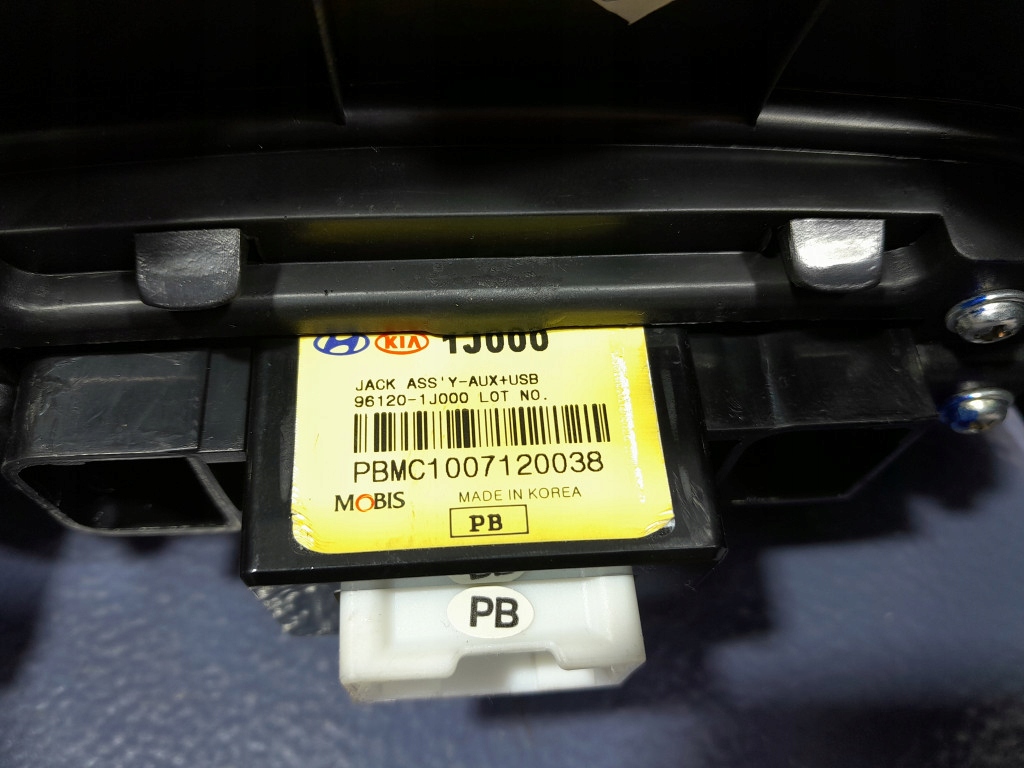 KIA 1J000
JACK ASS'Y-AUX+USB
96120-1J000 LOT NO.
PBMC1007120038
MOBIS MADE IN KOREA
PB
PB